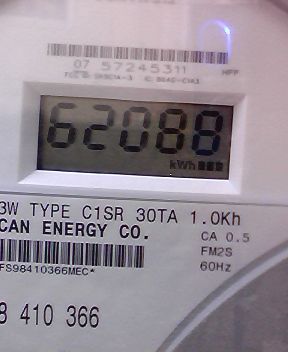 07 57245311
62088
kWh
3W TYPE C1SR 30TA 1.0Kh
CAN ENERGY CO.
CA 0.5
FM2S
60Hz
FS98410366MEC*
8 410 366